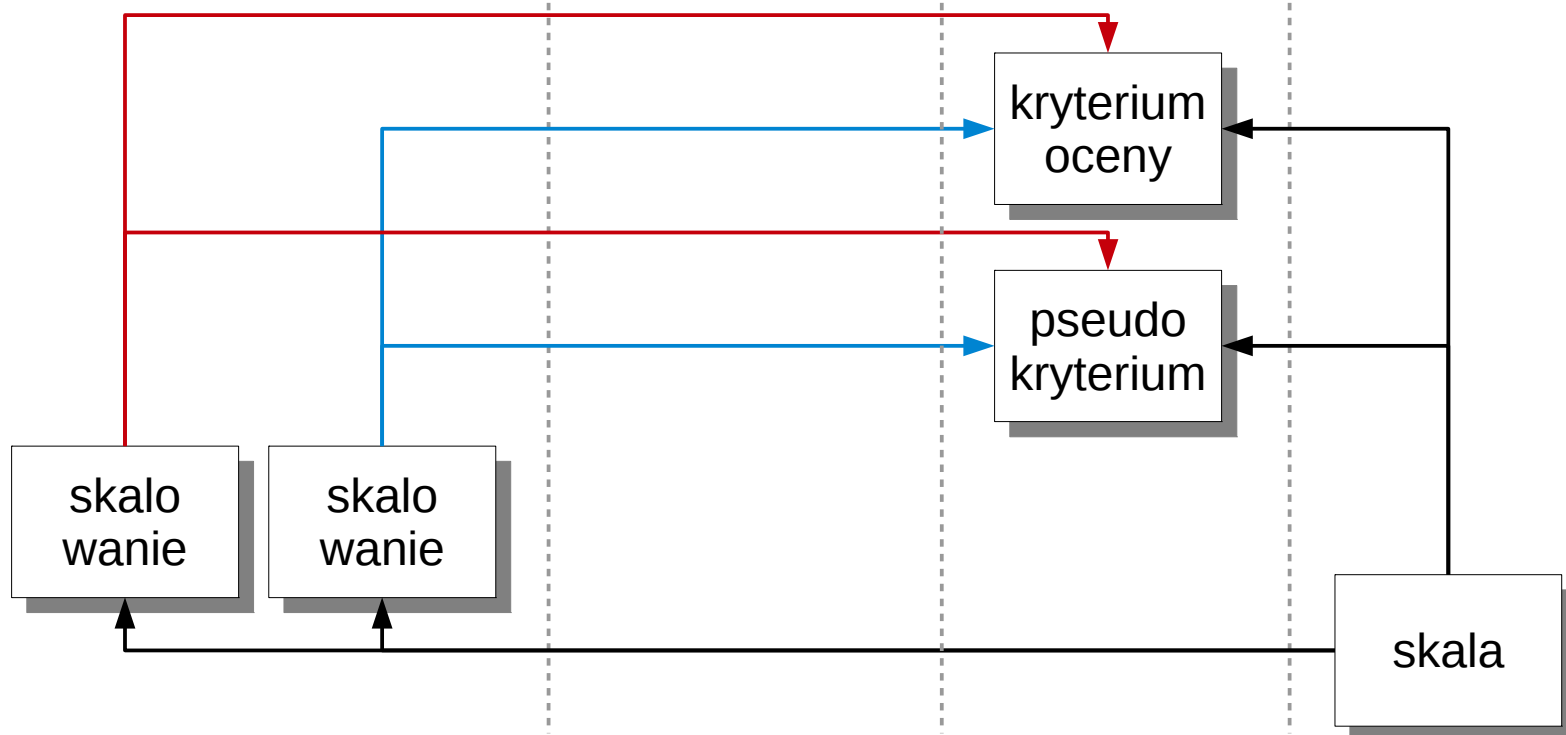 kryterium
oceny
pseudo
kryterium
skalo
wanie
skalo
wanie
skala